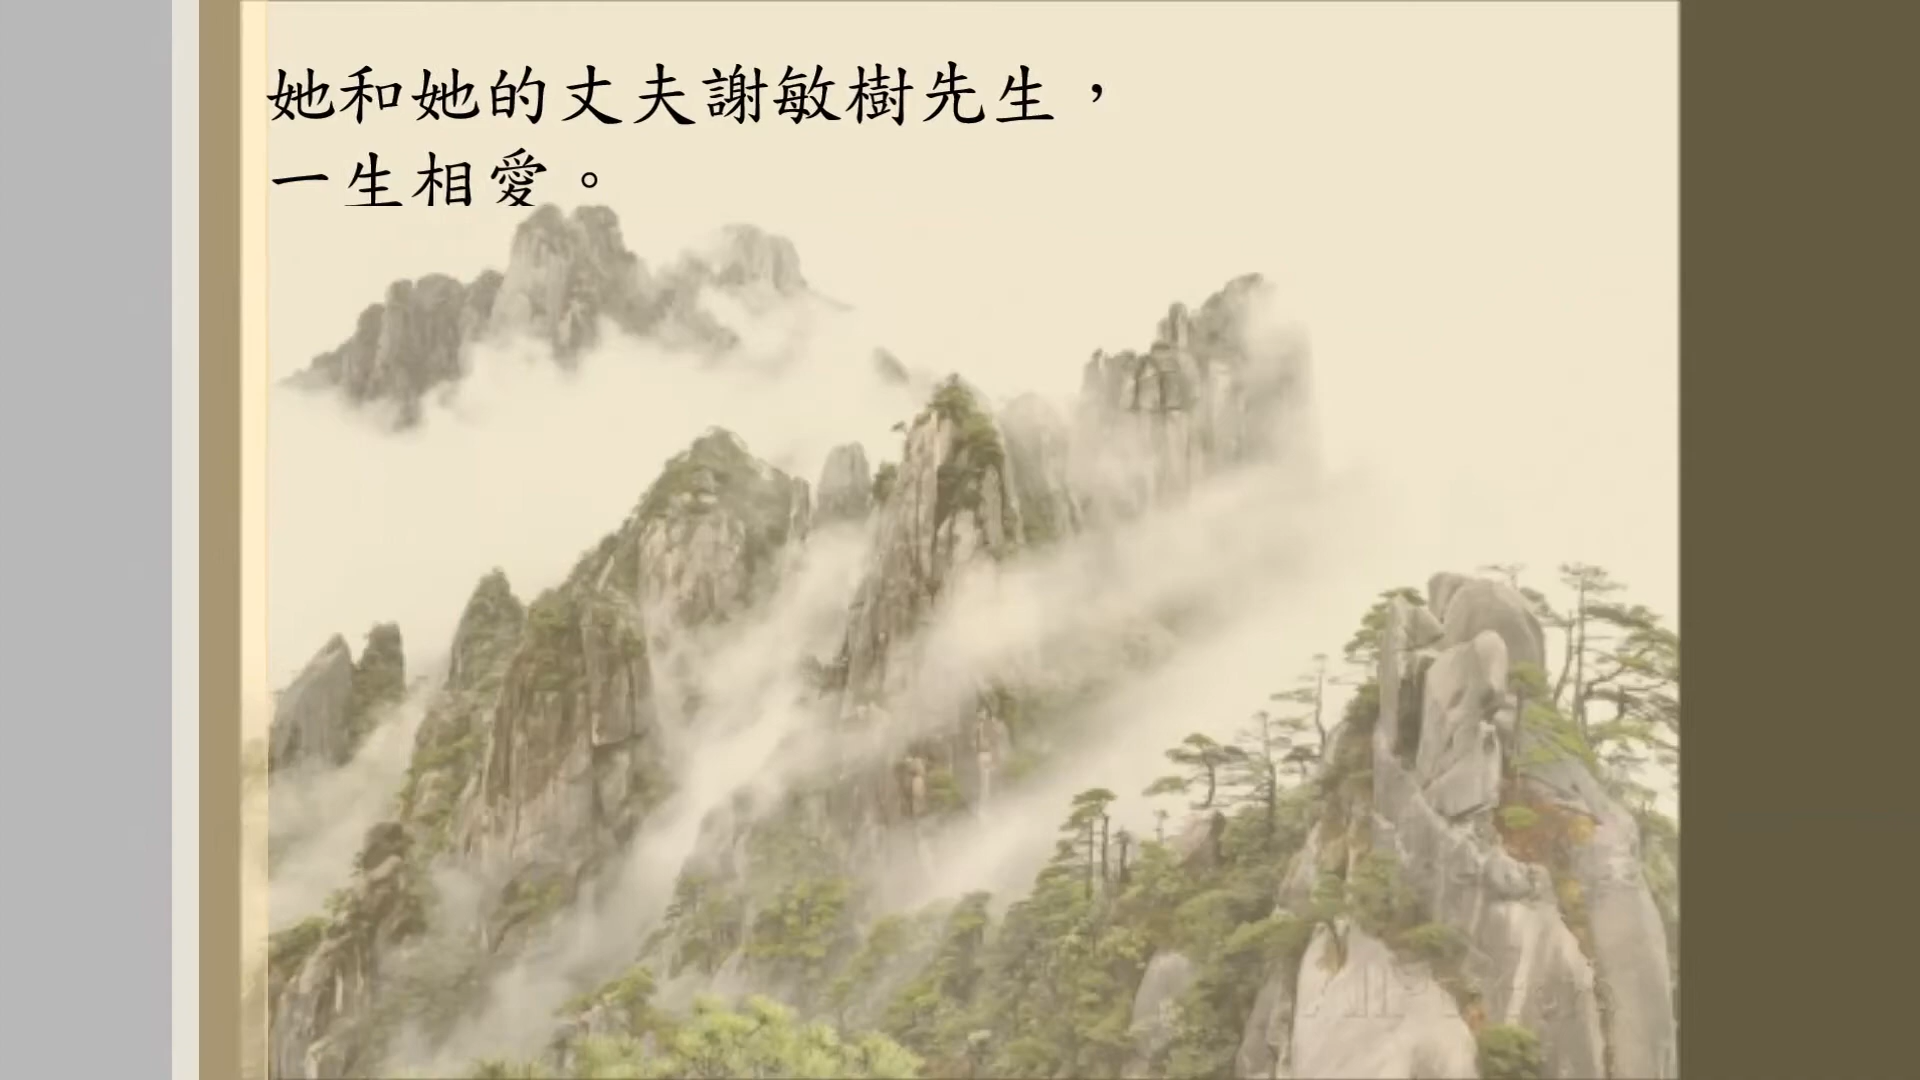 她和她的丈夫謝敏樹先生，
一生相愛。